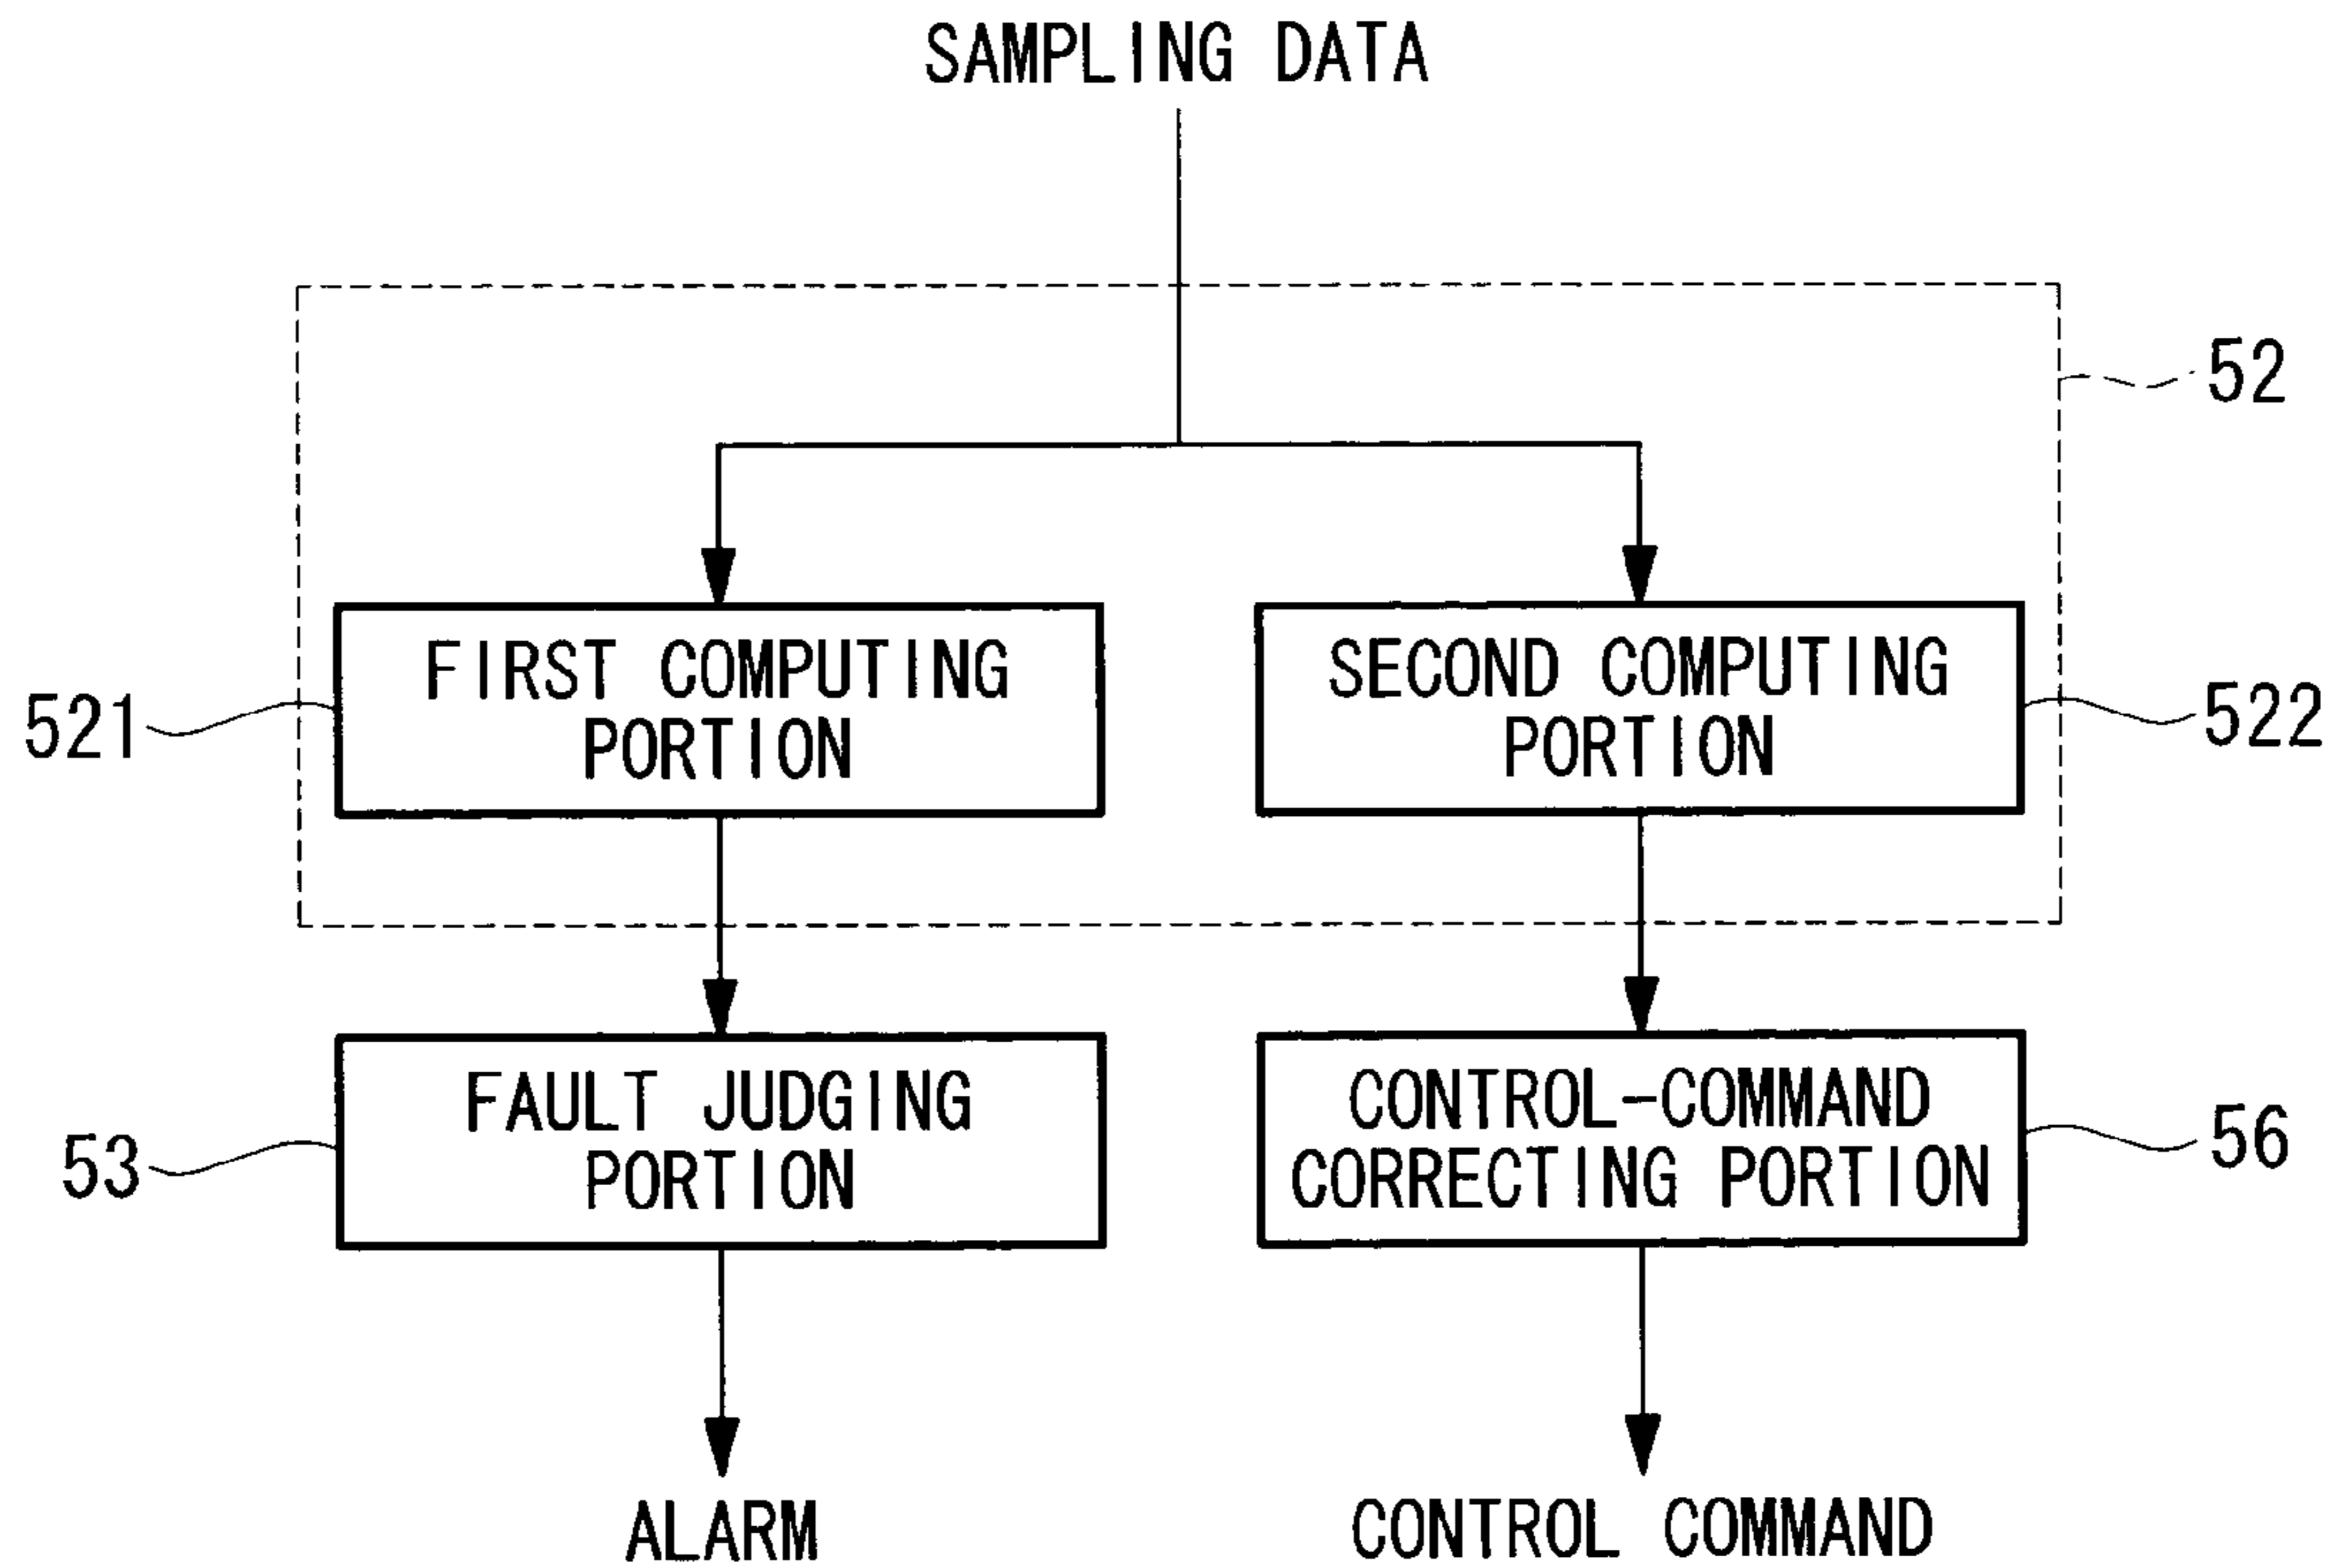 SAMPLING DATA
52
FIRST COMPUTING
PORTION
521
SECOND COMPUTING
PORTION
522
FAULT JUDGING
PORTION
53
CONTROL-COMMAND
CORRECTING PORTION
56
ALARM
CONTROL COMMAND